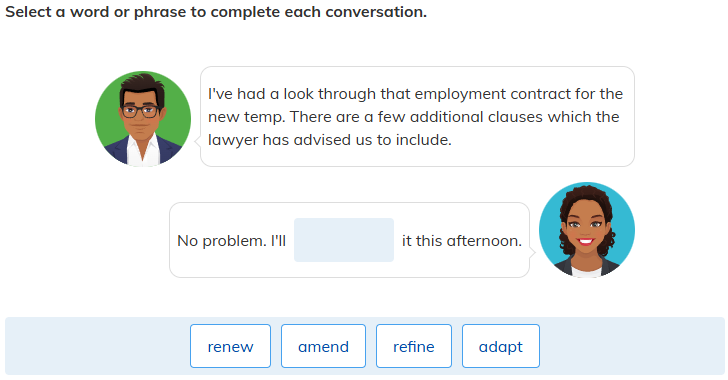 Select a word or phrase to complete each conversation.
I've had a look through that employment contract for the
new temp. There are a few additional clauses which the
lawyer has advised us to include.
No problem. I'll it this afternoon.
renew amend refine adapt